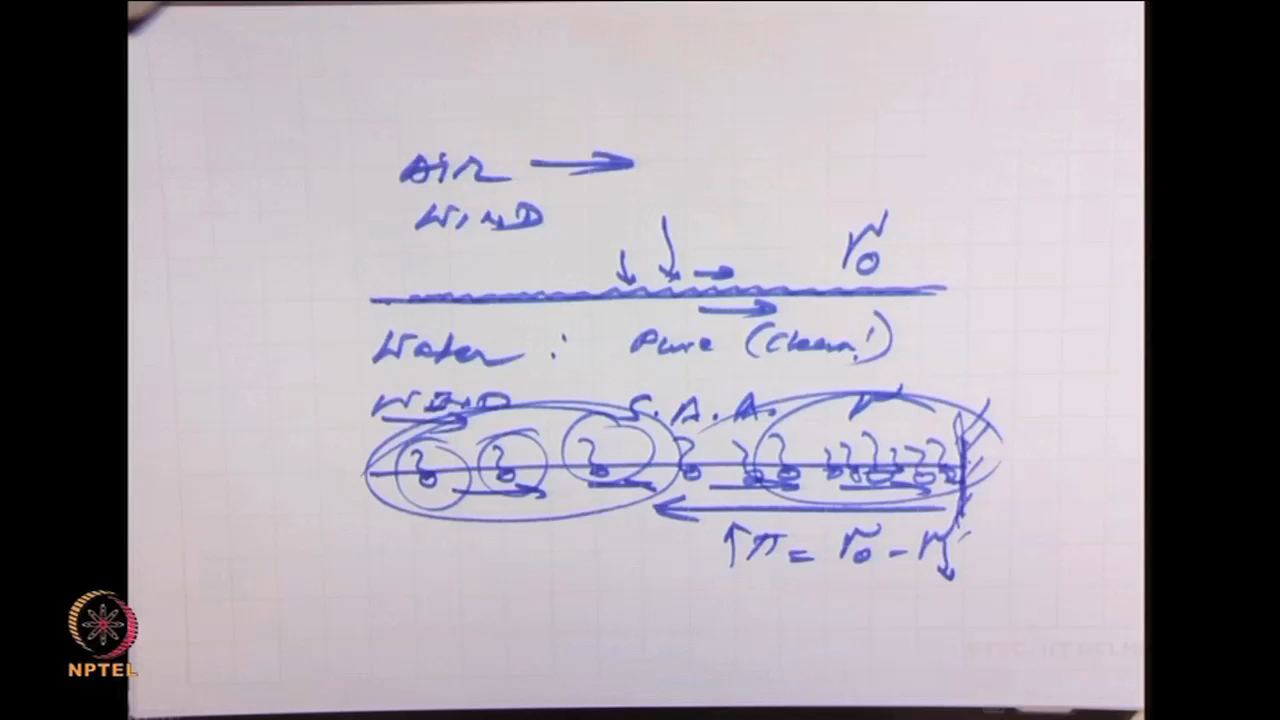 Air →
WIND
γ₀
Water : Pure (Clean!)
WIND S.A.A. γ
↑π = γ₀ - γ↓
NPTEL